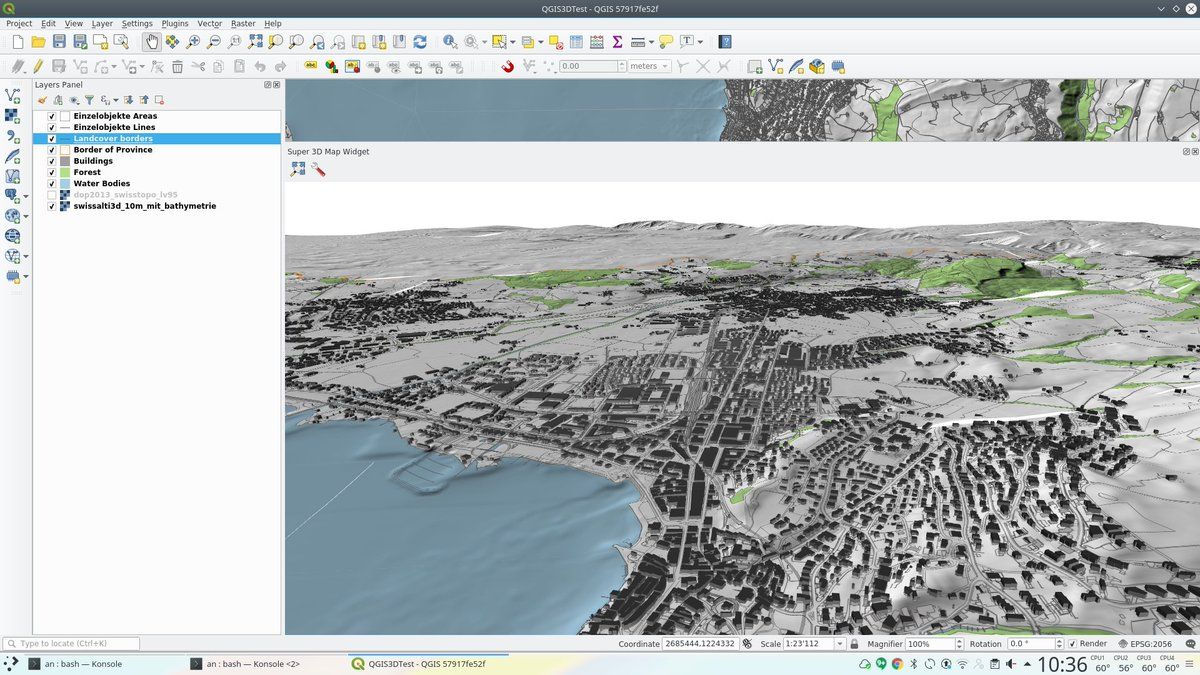 QGIS3DTest - QGIS 57917fe52f
Project Edit View Layer Settings Plugins Vector Raster Help
0.00 meters
Layers Panel
Einzelobjekte Areas
Einzelobjekte Lines
Landcover borders
Border of Province
Buildings
Forest
Water Bodies
dop2013_swisstopo_lv95
swissalti3d_10m_mit_bathymetrie
Super 3D Map Widget
Type to locate (Ctrl+K)
Coordinate 2685444,1224332 Scale 1:23'112 Magnifier 100% Rotation 0.0 ° Render EPSG:2056
an : bash — Konsole
an : bash — Konsole <2>
QGIS3DTest - QGIS 57917fe52f
10:36
CPU1 CPU2 CPU3 CPU4
60° 56° 60° 60°